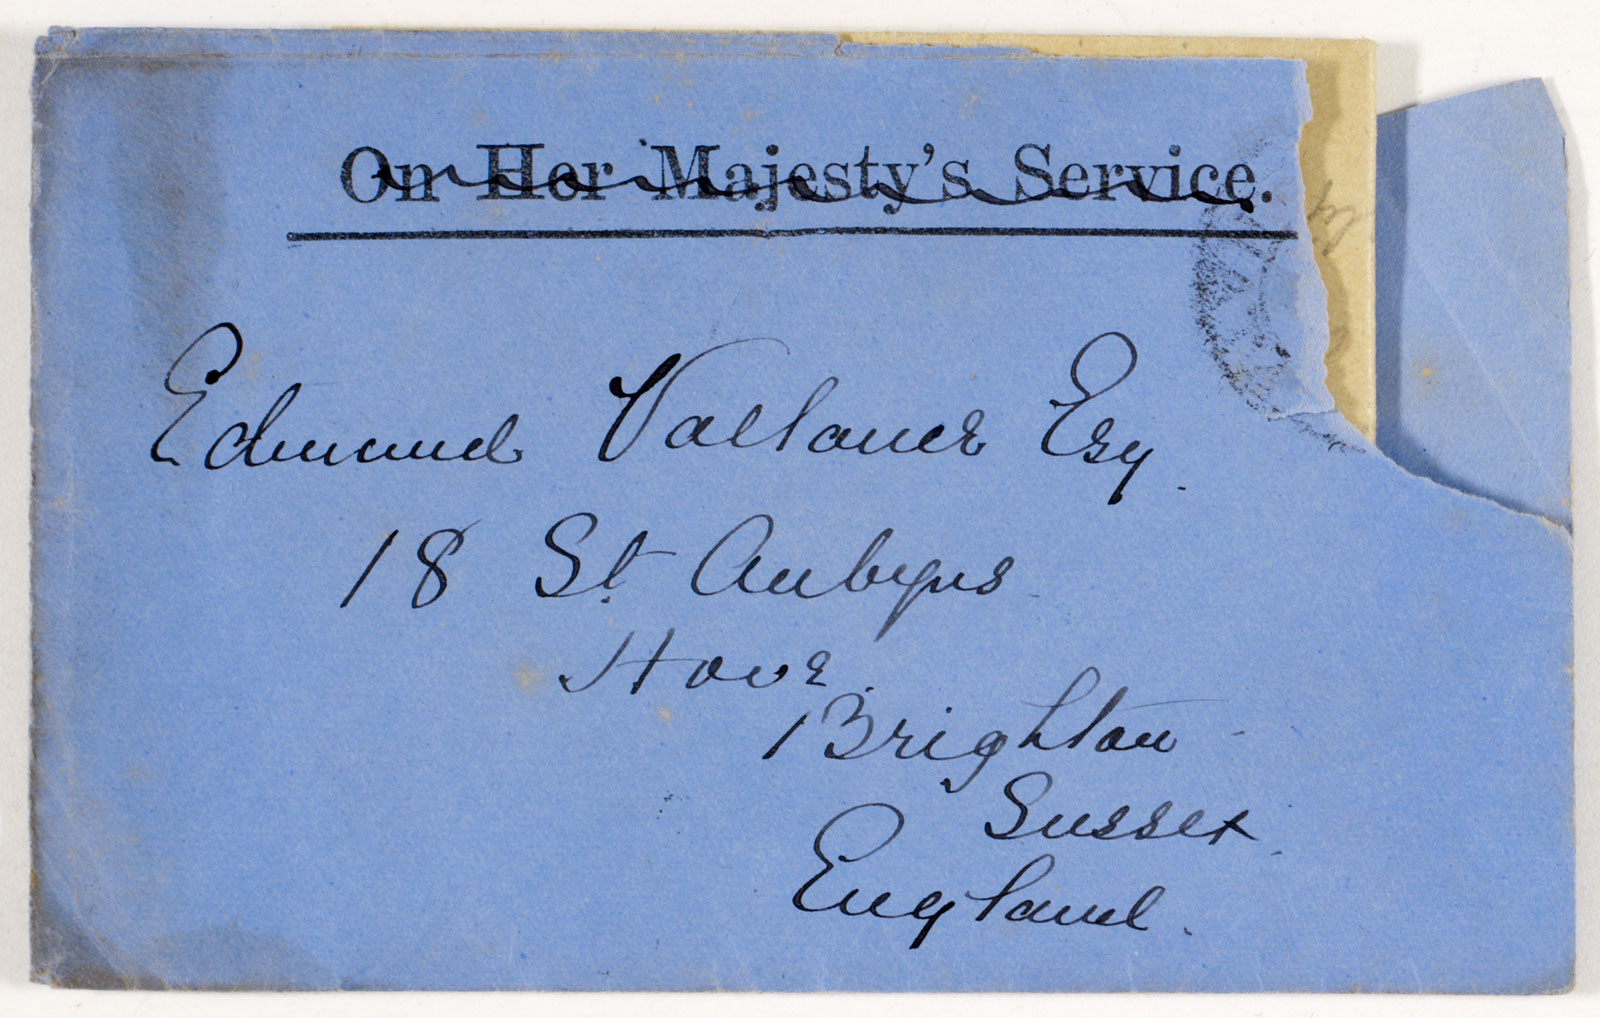 On Her Majesty's Service.
Edmund Vallance Esq.
18 St. Aubyns
Hove.
Brighton
Sussex.
England.